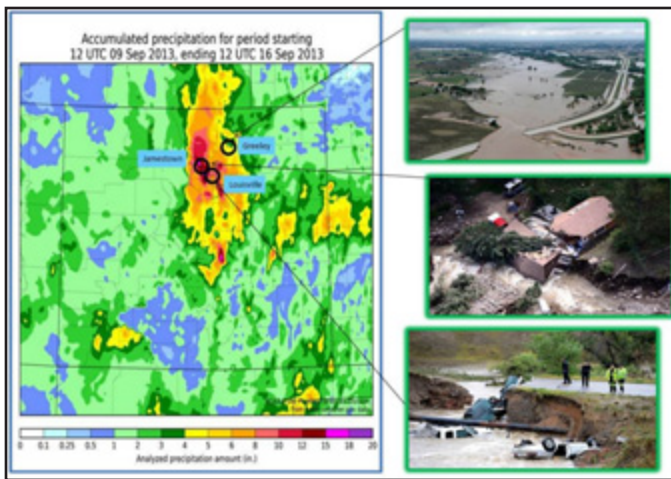 Accumulated precipitation for period starting
12 UTC 09 Sep 2013, ending 12 UTC 16 Sep 2013
Greeley
Jamestown
Louisville
0 0.1 0.25 0.5 1 2 3 4 5 6 8 10 12 15 18 20
Analyzed precipitation amount (in.)